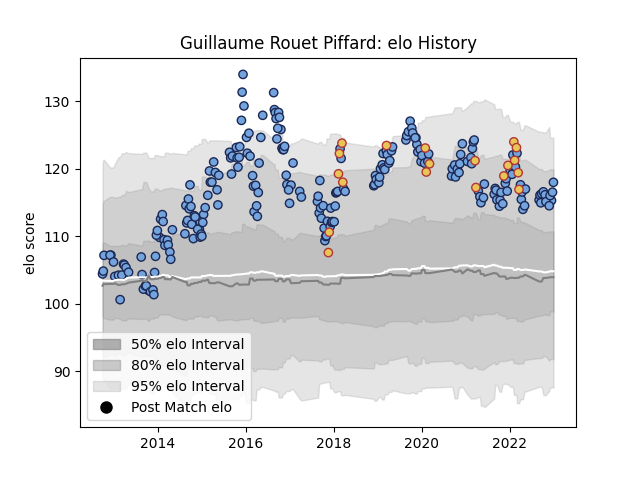 Guillaume Rouet Piffard: elo History
elo score
130
120
110
100
90
50% elo Interval
80% elo Interval
95% elo Interval
Post Match elo
2014 2016 2018 2020 2022